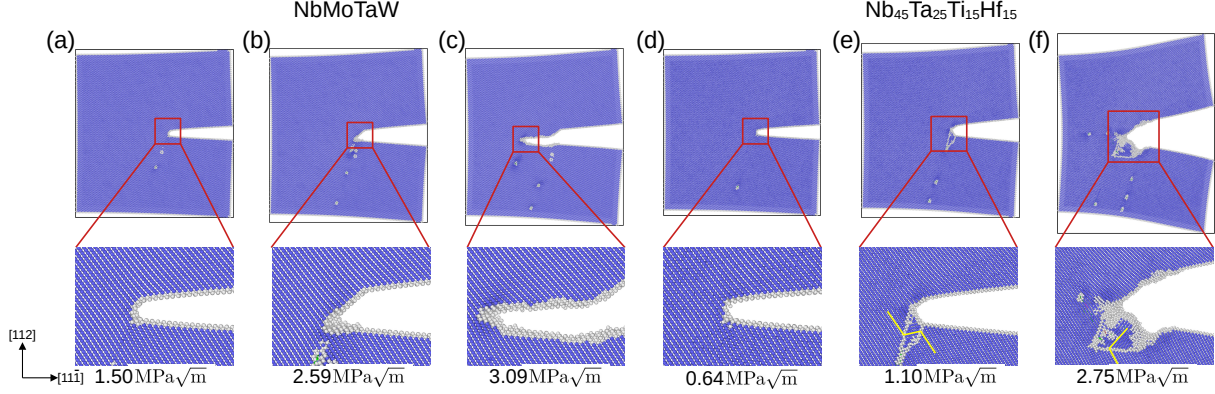 NbMoTaW
Nb₄₅Ta₂₅Ti₁₅Hf₁₅
(a) (b) (c) (d) (e) (f)
[112]
[111̄]
1.50MPa√m 2.59MPa√m 3.09MPa√m 0.64MPa√m 1.10MPa√m 2.75MPa√m